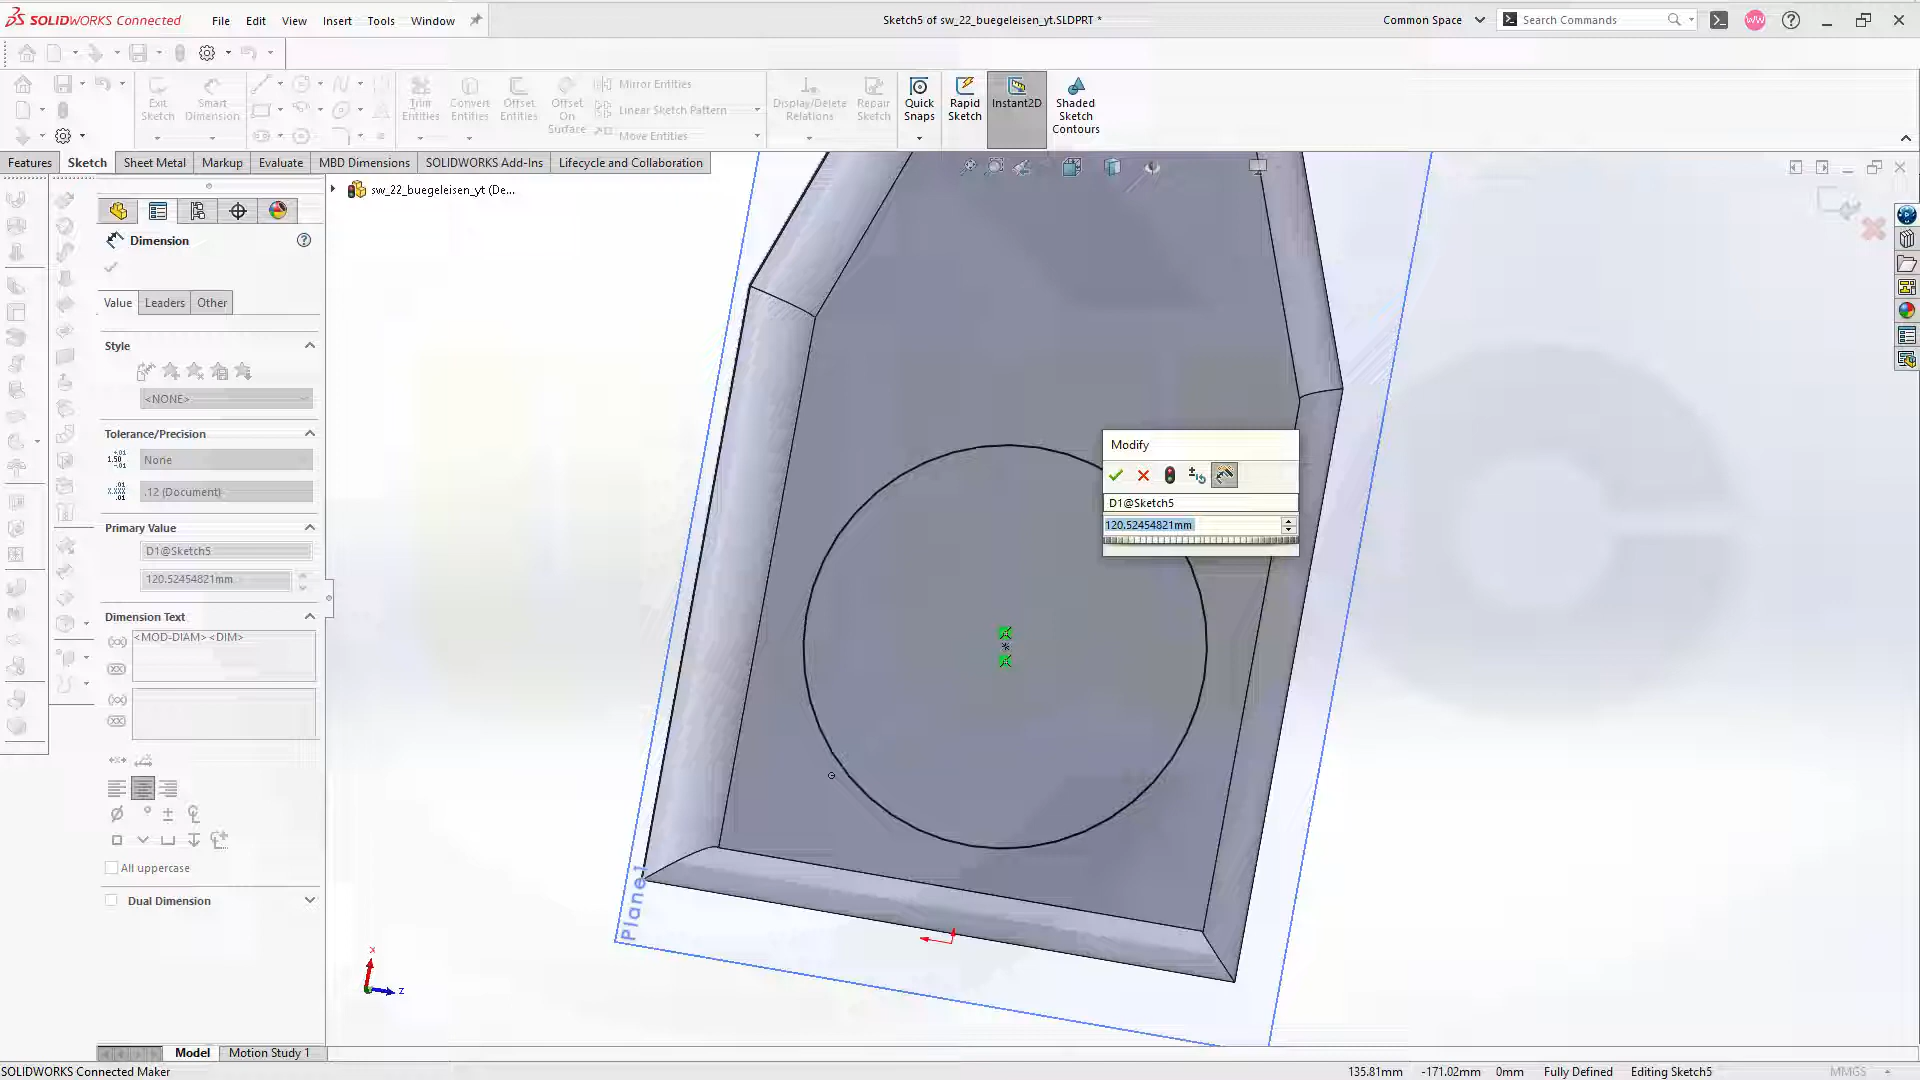 SOLIDWORKS Connected
File
Edit
View
Insert
Tools
Window
Sketch5 of sw_22_buegeleisen_yt.SLDPRT *
Common Space
Search Commands
WW
Exit
Sketch
Smart
Dimension
Trim
Entities
Convert
Entities
Offset
Entities
Offset
On
Surface
Mirror Entities
Linear Sketch Pattern
Move Entities
Display/Delete
Relations
Repair
Sketch
Quick
Snaps
Rapid
Sketch
Instant2D
Shaded
Sketch
Contours
Features
Sketch
Sheet Metal
Markup
Evaluate
MBD Dimensions
SOLIDWORKS Add-Ins
Lifecycle and Collaboration
sw_22_buegeleisen_yt (De...
Dimension
Value
Leaders
Other
Style
<NONE>
Tolerance/Precision
None
.12 (Document)
Primary Value
D1@Sketch5
120.52454821mm
Dimension Text
<MOD-DIAM><DIM>
All uppercase
Dual Dimension
Modify
D1@Sketch5
120.52454821mm
Plane1
x
z
Model
Motion Study 1
SOLIDWORKS Connected Maker
135.81mm
-171.02mm
0mm
Fully Defined
Editing Sketch5
MMGS